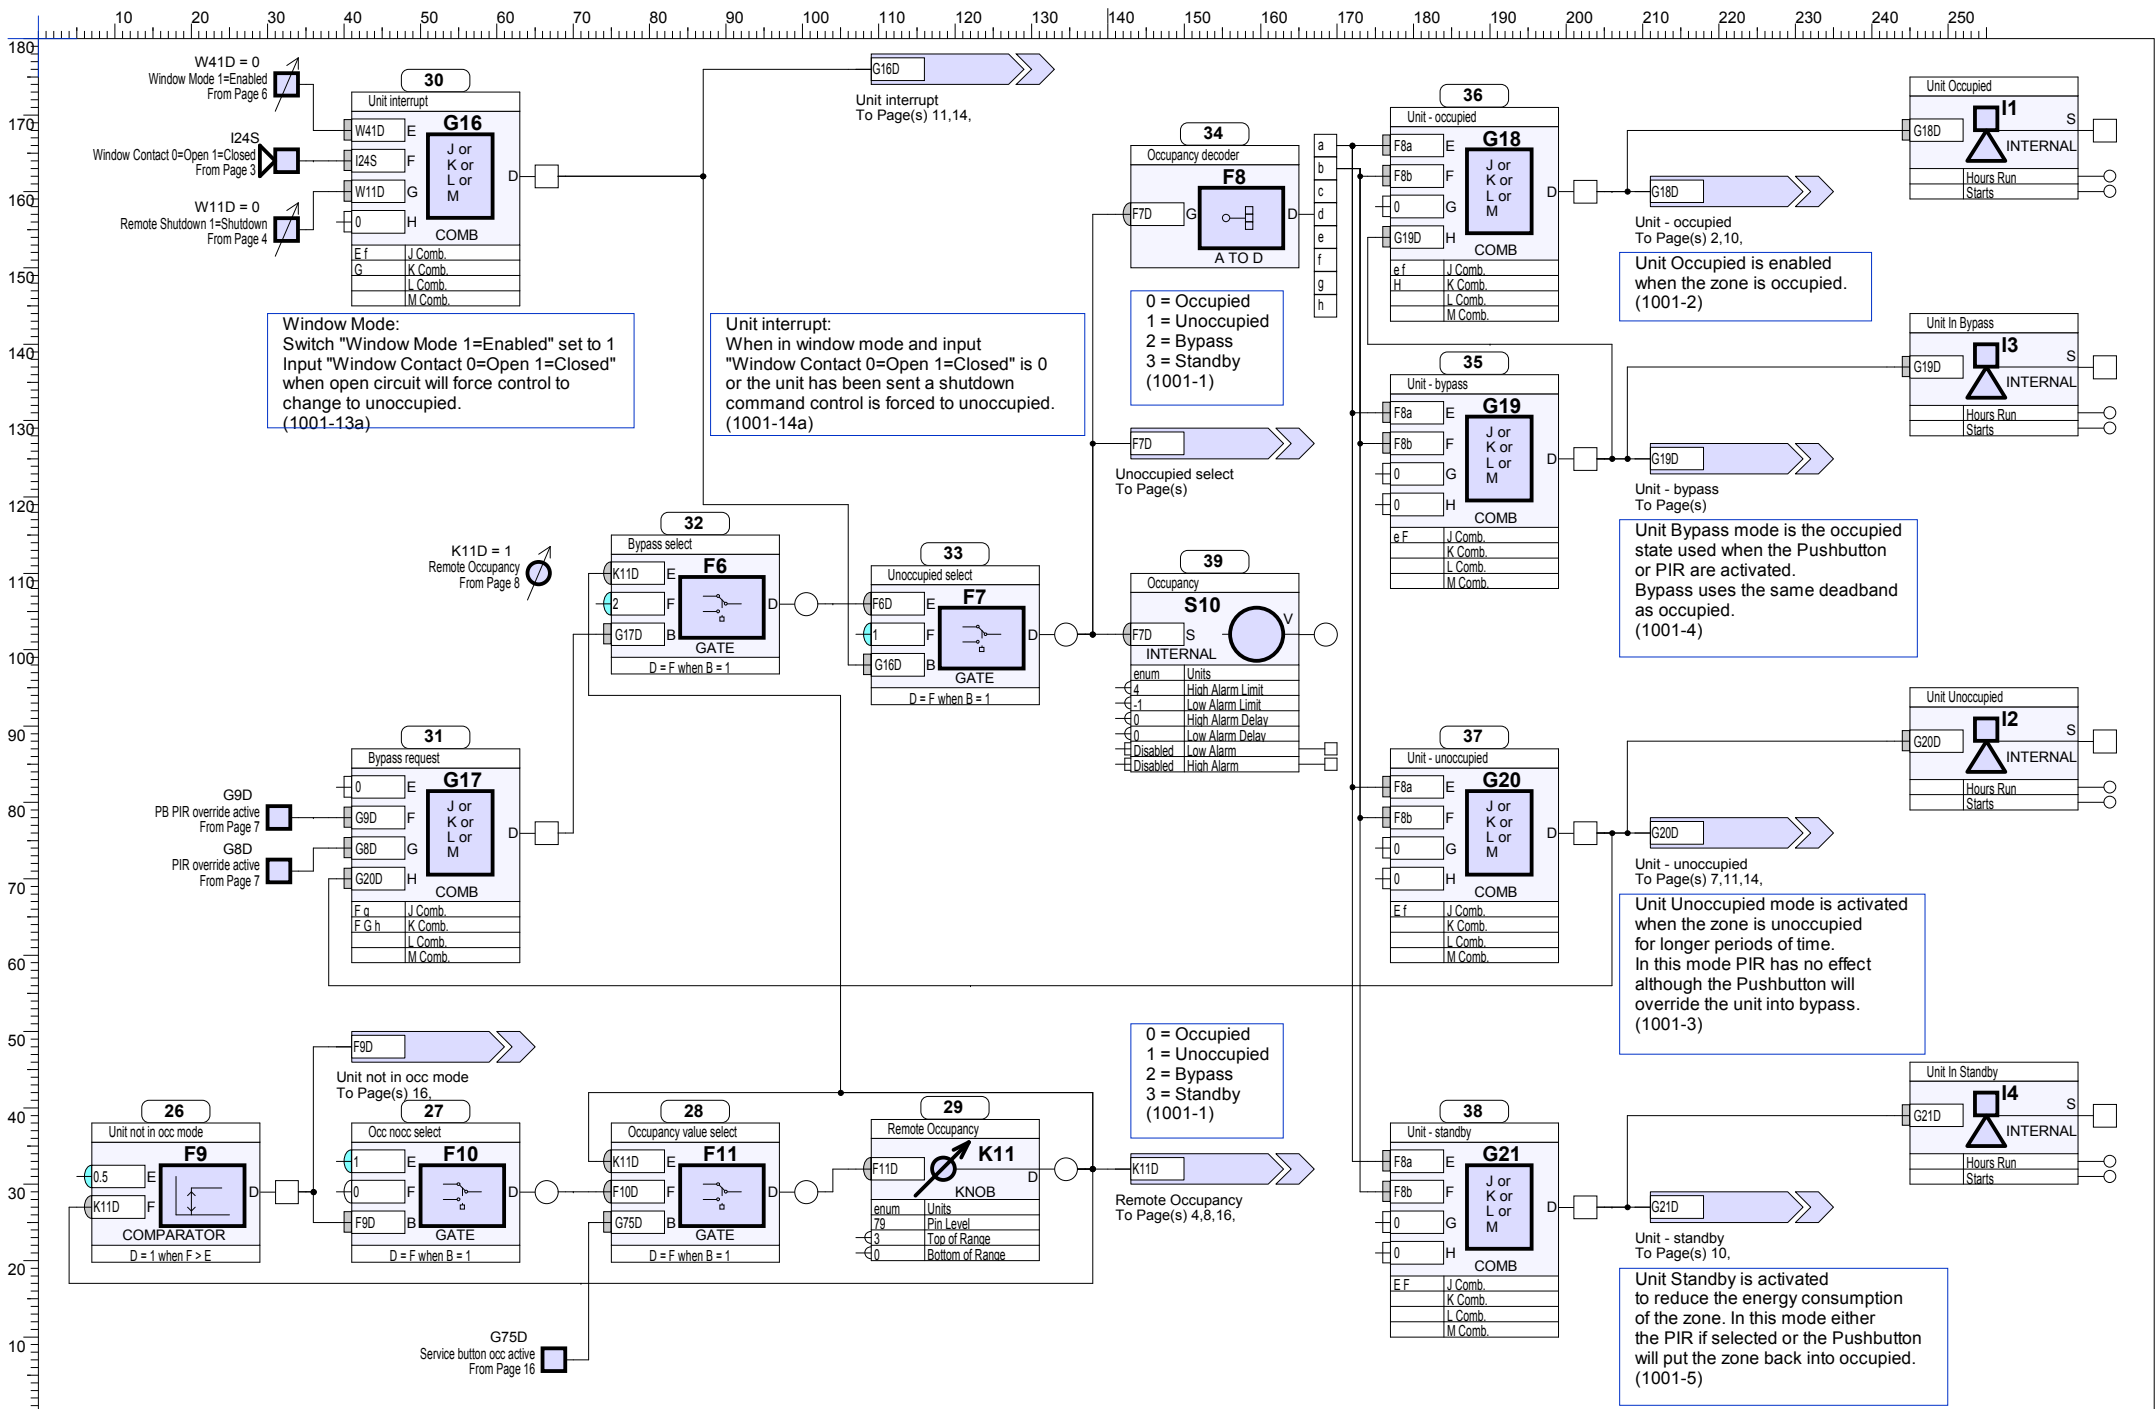 10 20 30 40 50 60 70 80 90 100 110 120 130 140 150 160 170 180 190 200 210 220 230 240 250
180
170
160
150
140
130
120
110
100
90
80
70
60
50
40
30
20
10
W41D = 0
Window Mode 1=Enabled
From Page 6
I24S
Window Contact 0=Open 1=Closed
From Page 3
W11D = 0
Remote Shutdown 1=Shutdown
From Page 4
30
Unit interrupt
G16
W41D E
I24S F
W11D G
0 H
J or
K or
L or
M
D
COMB
E f J Comb.
G K Comb.
L Comb.
M Comb.
Window Mode:
Switch "Window Mode 1=Enabled" set to 1
Input "Window Contact 0=Open 1=Closed"
when open circuit will force control to
change to unoccupied.
(1001-13a)
G16D
Unit interrupt
To Page(s) 11,14,
Unit interrupt:
When in window mode and input
"Window Contact 0=Open 1=Closed" is 0
or the unit has been sent a shutdown
command control is forced to unoccupied.
(1001-14a)
K11D = 1
Remote Occupancy
From Page 8
32
Bypass select
F6
K11D E
2 F
G17D B
D
GATE
D = F when B = 1
33
Unoccupied select
F7
F6D E
1 F
G16D B
D
GATE
D = F when B = 1
34
Occupancy decoder
F8
F7D G
D
A TO D
a
b
c
d
e
f
g
h
0 = Occupied
1 = Unoccupied
2 = Bypass
3 = Standby
(1001-1)
F7D
Unoccupied select
To Page(s)
39
Occupancy
S10
F7D S
V
INTERNAL
enum Units
4 High Alarm Limit
-1 Low Alarm Limit
0 High Alarm Delay
0 Low Alarm Delay
Disabled Low Alarm
Disabled High Alarm
31
Bypass request
G17
0 E
G9D F
G8D G
G20D H
J or
K or
L or
M
D
COMB
F g J Comb.
F G h K Comb.
L Comb.
M Comb.
G9D
PB PIR override active
From Page 7
G8D
PIR override active
From Page 7
F9D
Unit not in occ mode
To Page(s) 16,
26
Unit not in occ mode
F9
0.5 E
K11D F
D
COMPARATOR
D = 1 when F > E
27
Occ nocc select
F10
1 E
0 F
F9D B
D
GATE
D = F when B = 1
28
Occupancy value select
F11
K11D E
F10D F
G75D B
D
GATE
D = F when B = 1
29
Remote Occupancy
K11
F11D
D
KNOB
enum Units
79 Pin Level
3 Top of Range
0 Bottom of Range
G75D
Service button occ active
From Page 16
0 = Occupied
1 = Unoccupied
2 = Bypass
3 = Standby
(1001-1)
K11D
Remote Occupancy
To Page(s) 4,8,16,
36
Unit - occupied
G18
F8a E
F8b F
0 G
G19D H
J or
K or
L or
M
D
COMB
e f J Comb.
H K Comb.
L Comb.
M Comb.
G18D
Unit - occupied
To Page(s) 2,10,
Unit Occupied is enabled
when the zone is occupied.
(1001-2)
Unit Occupied
I1
G18D
S
INTERNAL
Hours Run
Starts
35
Unit - bypass
G19
F8a E
F8b F
0 G
0 H
J or
K or
L or
M
D
COMB
e F J Comb.
K Comb.
L Comb.
M Comb.
G19D
Unit - bypass
To Page(s)
Unit Bypass mode is the occupied
state used when the Pushbutton
or PIR are activated.
Bypass uses the same deadband
as occupied.
(1001-4)
Unit In Bypass
I3
G19D
S
INTERNAL
Hours Run
Starts
37
Unit - unoccupied
G20
F8a E
F8b F
0 G
0 H
J or
K or
L or
M
D
COMB
E f J Comb.
K Comb.
L Comb.
M Comb.
G20D
Unit - unoccupied
To Page(s) 7,11,14,
Unit Unoccupied mode is activated
when the zone is unoccupied
for longer periods of time.
In this mode PIR has no effect
although the Pushbutton will
override the unit into bypass.
(1001-3)
Unit Unoccupied
I2
G20D
S
INTERNAL
Hours Run
Starts
38
Unit - standby
G21
F8a E
F8b F
0 G
0 H
J or
K or
L or
M
D
COMB
E F J Comb.
K Comb.
L Comb.
M Comb.
G21D
Unit - standby
To Page(s) 10,
Unit Standby is activated
to reduce the energy consumption
of the zone. In this mode either
the PIR if selected or the Pushbutton
will put the zone back into occupied.
(1001-5)
Unit In Standby
I4
G21D
S
INTERNAL
Hours Run
Starts